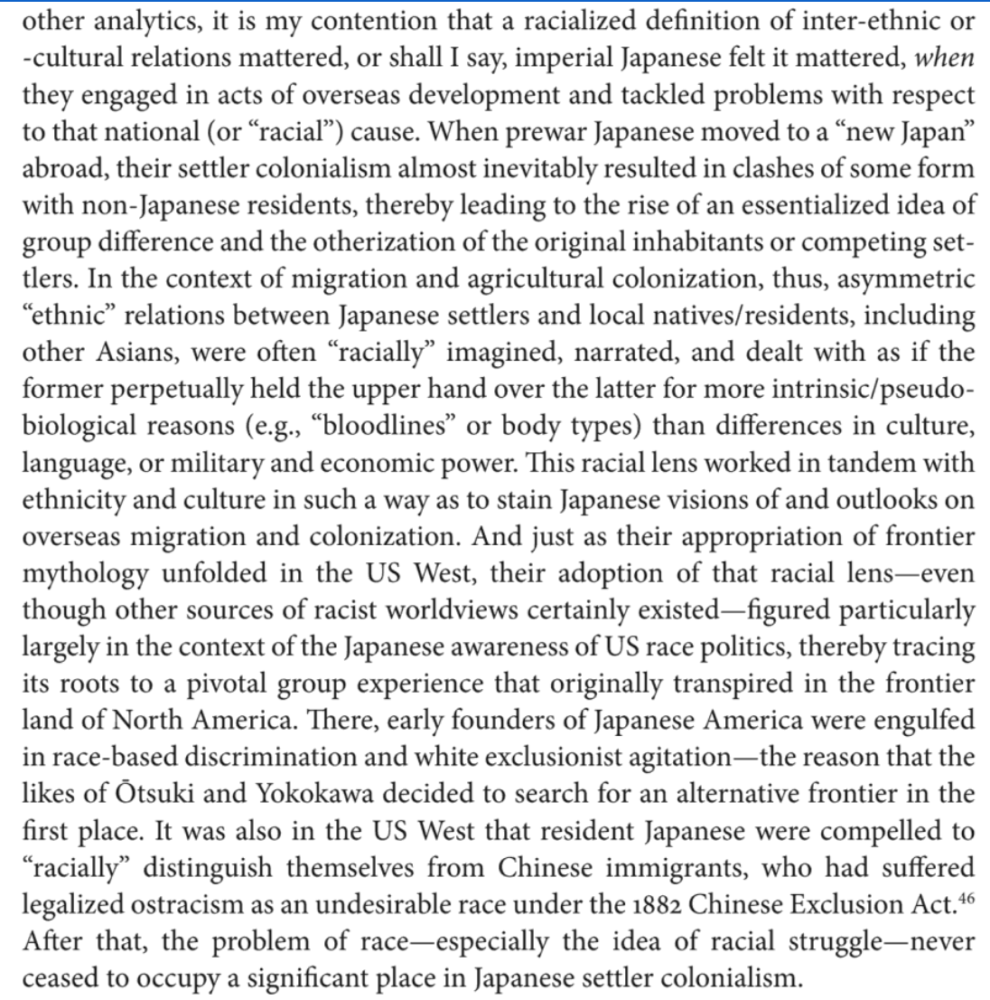 other analytics, it is my contention that a racialized definition of inter-ethnic or
-cultural relations mattered, or shall I say, imperial Japanese felt it mattered, when
they engaged in acts of overseas development and tackled problems with respect
to that national (or “racial”) cause. When prewar Japanese moved to a “new Japan”
abroad, their settler colonialism almost inevitably resulted in clashes of some form
with non-Japanese residents, thereby leading to the rise of an essentialized idea of
group difference and the otherization of the original inhabitants or competing set-
tlers. In the context of migration and agricultural colonization, thus, asymmetric
“ethnic” relations between Japanese settlers and local natives/residents, including
other Asians, were often “racially” imagined, narrated, and dealt with as if the
former perpetually held the upper hand over the latter for more intrinsic/pseudo-
biological reasons (e.g., “bloodlines” or body types) than differences in culture,
language, or military and economic power. This racial lens worked in tandem with
ethnicity and culture in such a way as to stain Japanese visions of and outlooks on
overseas migration and colonization. And just as their appropriation of frontier
mythology unfolded in the US West, their adoption of that racial lens—even
though other sources of racist worldviews certainly existed—figured particularly
largely in the context of the Japanese awareness of US race politics, thereby tracing
its roots to a pivotal group experience that originally transpired in the frontier
land of North America. There, early founders of Japanese America were engulfed
in race-based discrimination and white exclusionist agitation—the reason that the
likes of Ōtsuki and Yokokawa decided to search for an alternative frontier in the
first place. It was also in the US West that resident Japanese were compelled to
“racially” distinguish themselves from Chinese immigrants, who had suffered
legalized ostracism as an undesirable race under the 1882 Chinese Exclusion Act.⁴⁶
After that, the problem of race—especially the idea of racial struggle—never
ceased to occupy a significant place in Japanese settler colonialism.